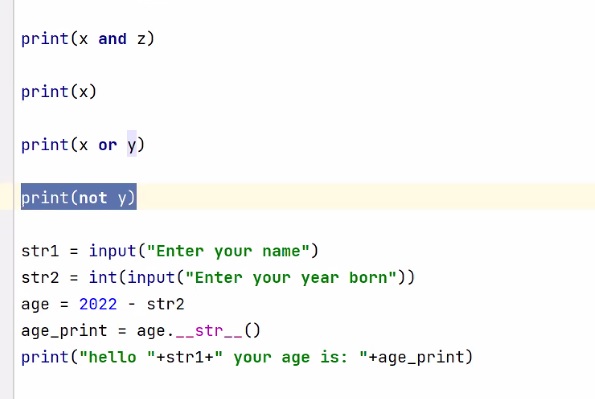 print(x and z)
print(x)
print(x or y)
print(not y)
str1 = input("Enter your name")
str2 = int(input("Enter your year born"))
age = 2022 - str2
age_print = age.__str__()
print("hello "+str1+" your age is: "+age_print)